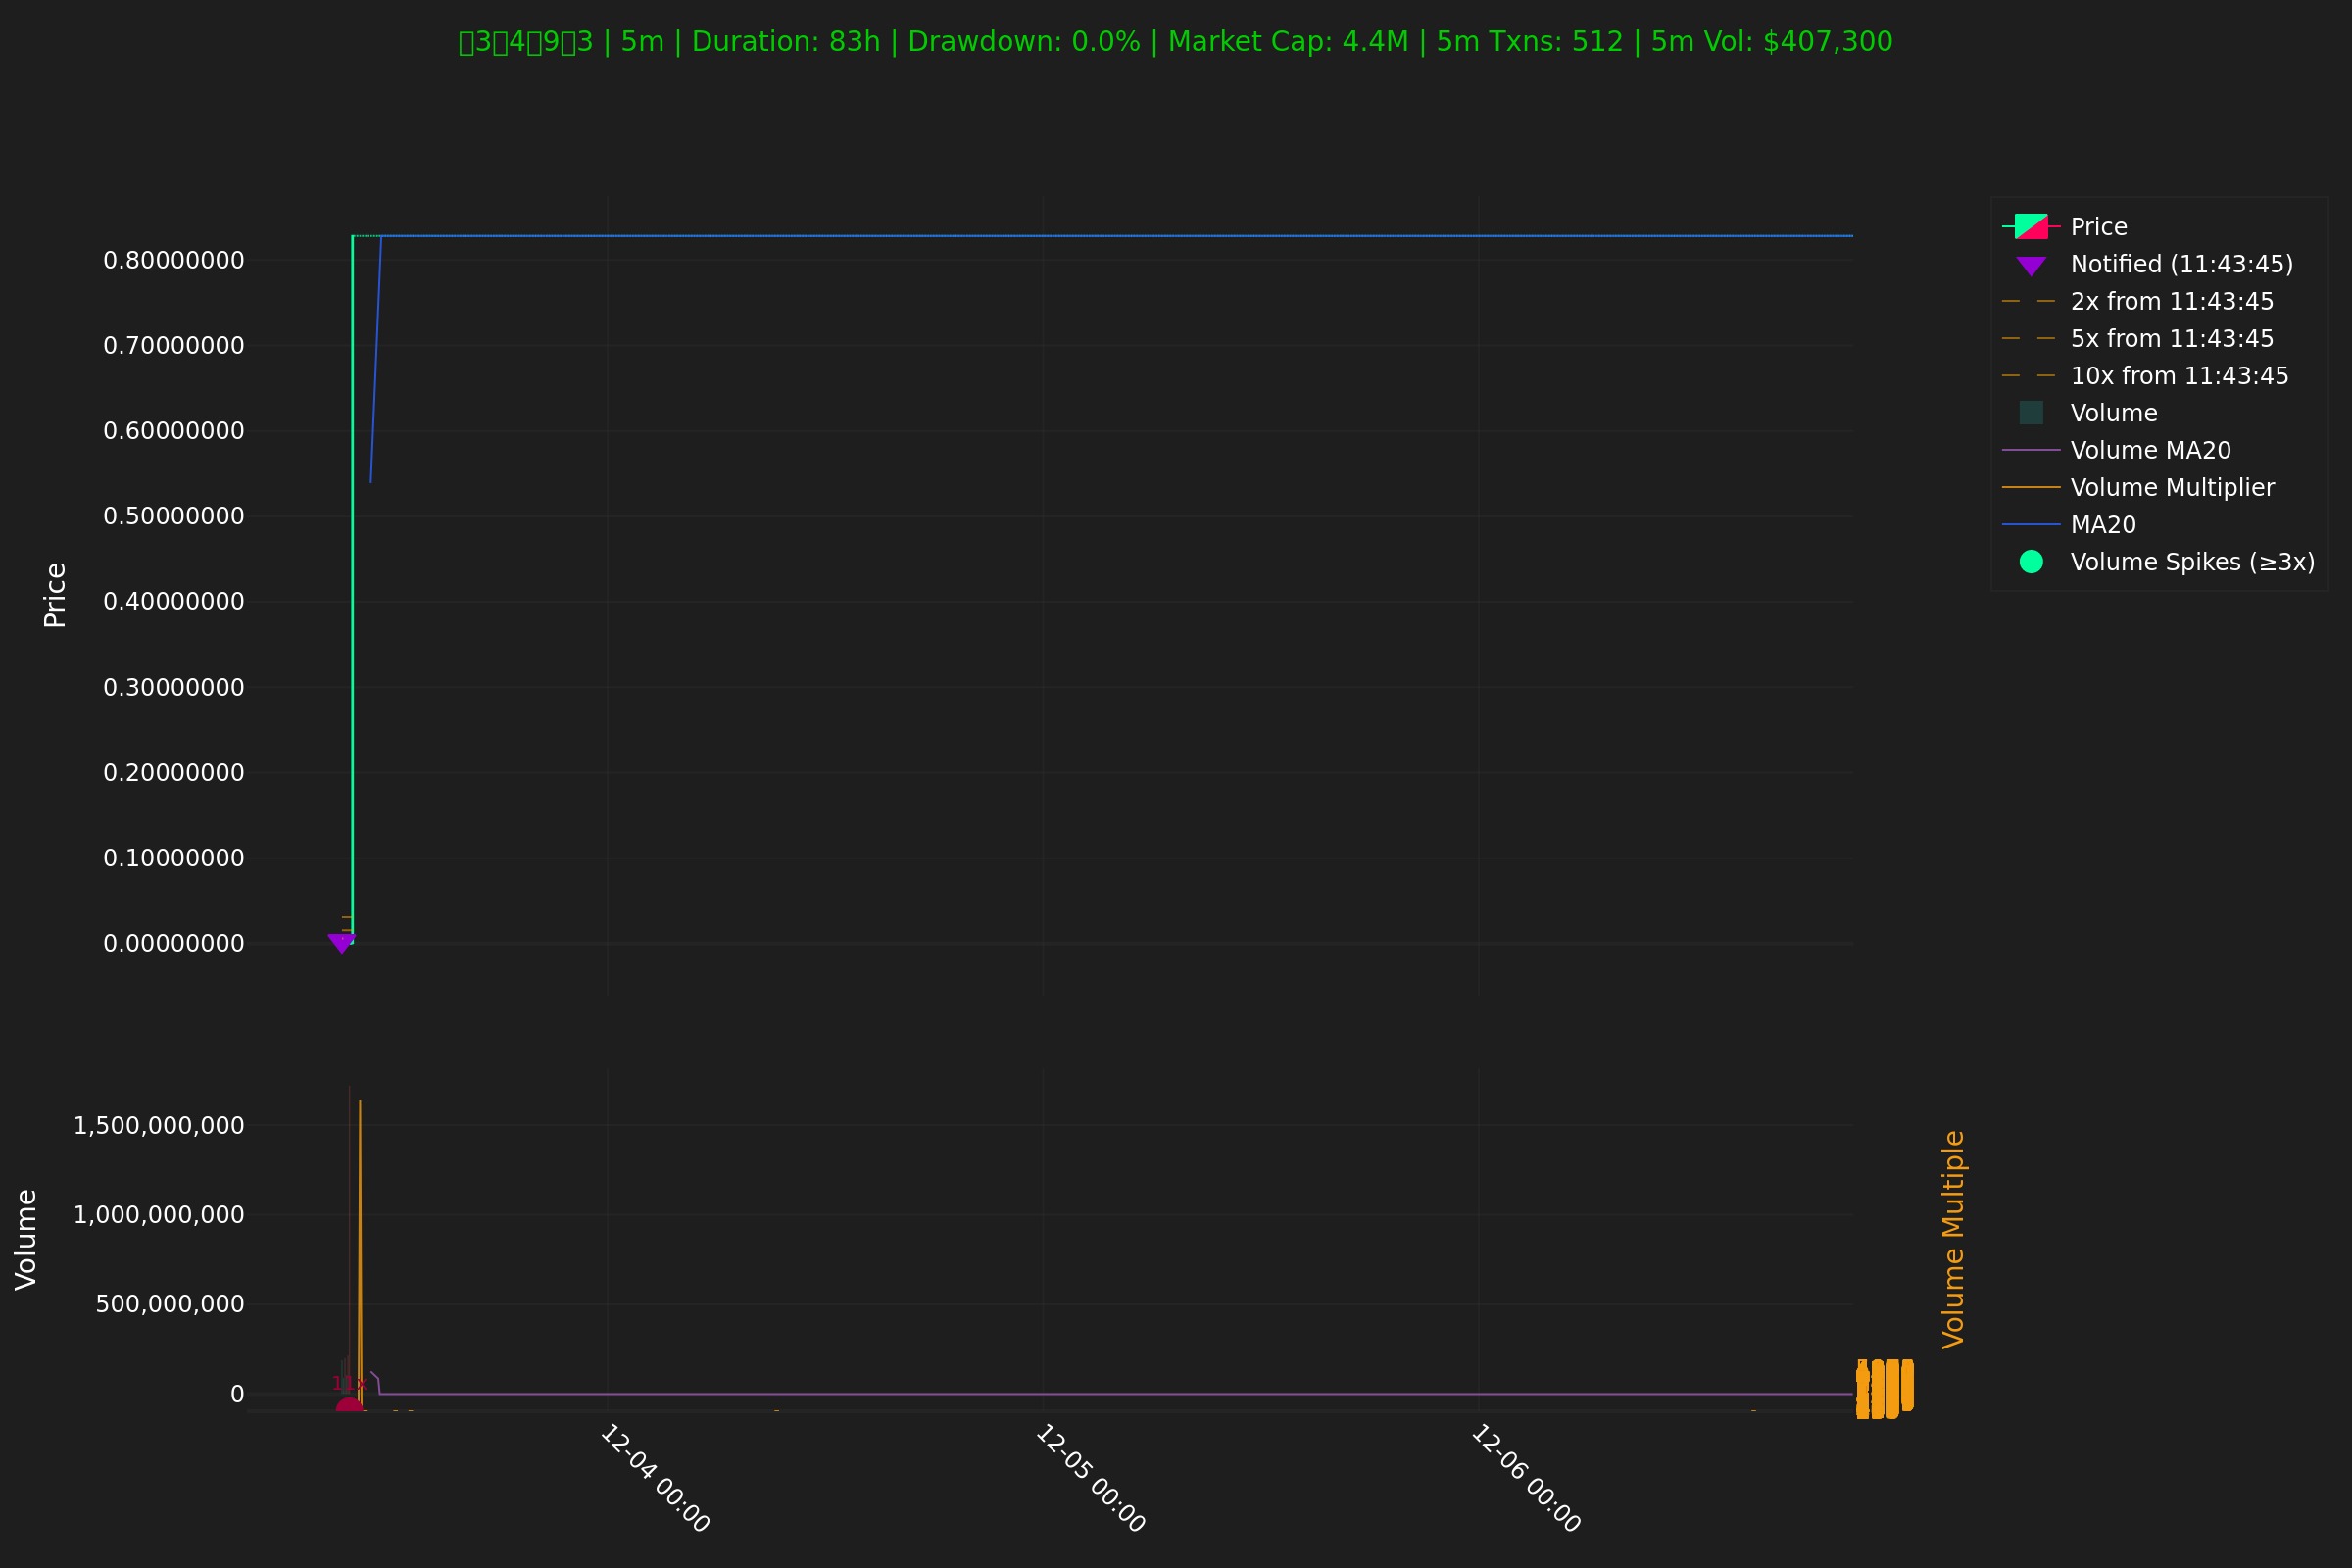 3 4 9 3 | 5m | Duration: 83h | Drawdown: 0.0% | Market Cap: 4.4M | 5m Txns: 512 | 5m Vol: $407,300
Price
0.80000000
0.70000000
0.60000000
0.50000000
0.40000000
0.30000000
0.20000000
0.10000000
0.00000000
Price
Notified (11:43:45)
2x from 11:43:45
5x from 11:43:45
10x from 11:43:45
Volume
Volume MA20
Volume Multiplier
MA20
Volume Spikes (≥3x)
Volume
1,500,000,000
1,000,000,000
500,000,000
0
11x
Volume Multiple
12-04 00:00
12-05 00:00
12-06 00:00